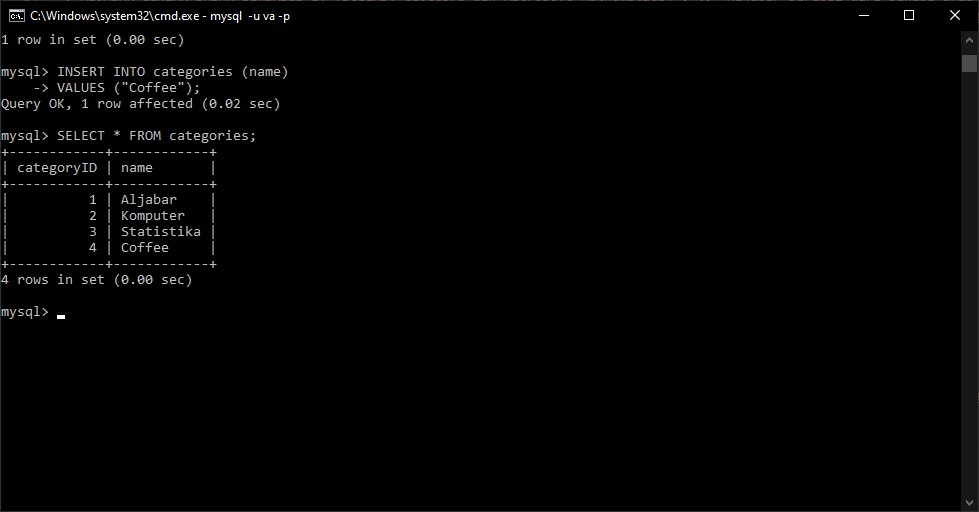 C:\Windows\system32\cmd.exe - mysql  -u va -p
1 row in set (0.00 sec)
mysql> INSERT INTO categories (name)
    -> VALUES ("Coffee");
Query OK, 1 row affected (0.02 sec)
mysql> SELECT * FROM categories;
+------------+------------+
| categoryID | name       |
+------------+------------+
|          1 | Aljabar    |
|          2 | Komputer   |
|          3 | Statistika |
|          4 | Coffee     |
+------------+------------+
4 rows in set (0.00 sec)
mysql>